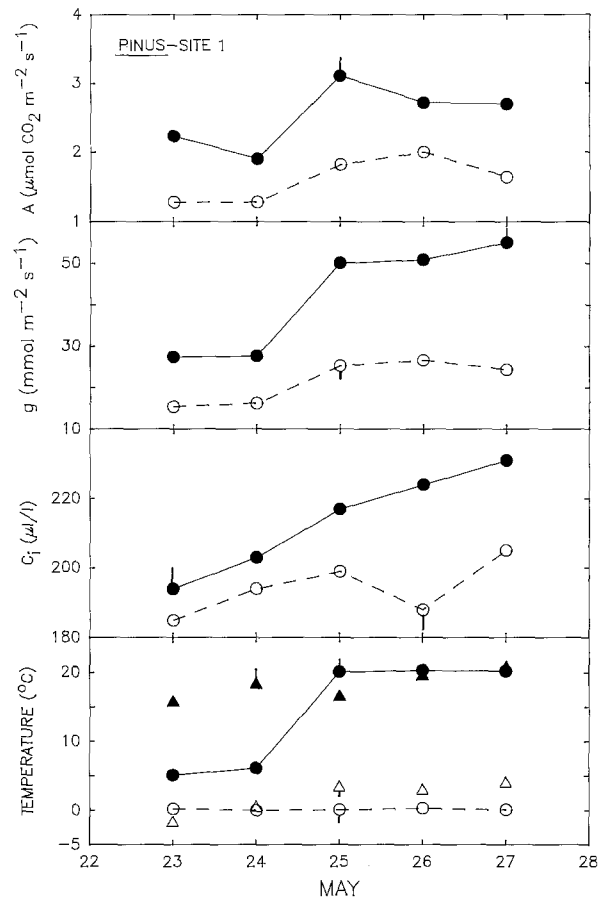 PINUS-SITE 1
A (μmol CO₂ m⁻² s⁻¹)
4
3
2
1
g (mmol m⁻² s⁻¹)
50
30
10
Cᵢ (μl/l)
220
200
180
TEMPERATURE (°C)
20
10
0
-5
22 23 24 25 26 27 28
MAY